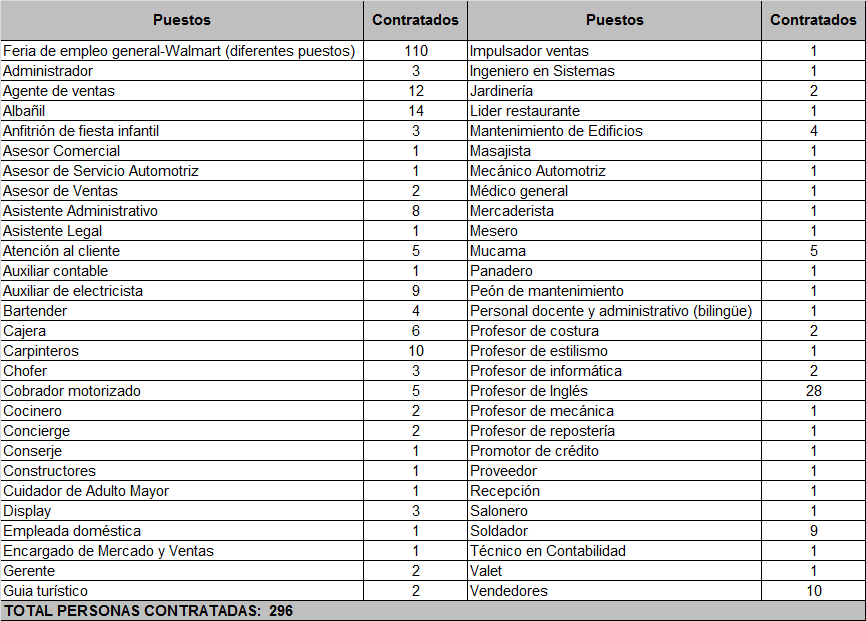 Puestos Contratados Puestos Contratados
Feria de empleo general-Walmart (diferentes puestos) 110 Impulsador ventas 1
Administrador 3 Ingeniero en Sistemas 1
Agente de ventas 12 Jardinería 2
Albañil 14 Lider restaurante 1
Anfitrión de fiesta infantil 3 Mantenimiento de Edificios 4
Asesor Comercial 1 Masajista 1
Asesor de Servicio Automotriz 1 Mecánico Automotriz 1
Asesor de Ventas 2 Médico general 1
Asistente Administrativo 8 Mercaderista 1
Asistente Legal 1 Mesero 1
Atención al cliente 5 Mucama 5
Auxiliar contable 1 Panadero 1
Auxiliar de electricista 9 Peón de mantenimiento 1
Bartender 4 Personal docente y administrativo (bilingüe) 1
Cajera 6 Profesor de costura 2
Carpinteros 10 Profesor de estilismo 1
Chofer 3 Profesor de informática 2
Cobrador motorizado 5 Profesor de Inglés 28
Cocinero 2 Profesor de mecánica 1
Concierge 2 Profesor de repostería 1
Conserje 1 Promotor de crédito 1
Constructores 1 Proveedor 1
Cuidador de Adulto Mayor 1 Recepción 1
Display 3 Salonero 1
Empleada doméstica 1 Soldador 9
Encargado de Mercado y Ventas 1 Técnico en Contabilidad 1
Gerente 2 Valet 1
Guia turístico 2 Vendedores 10
TOTAL PERSONAS CONTRATADAS: 296